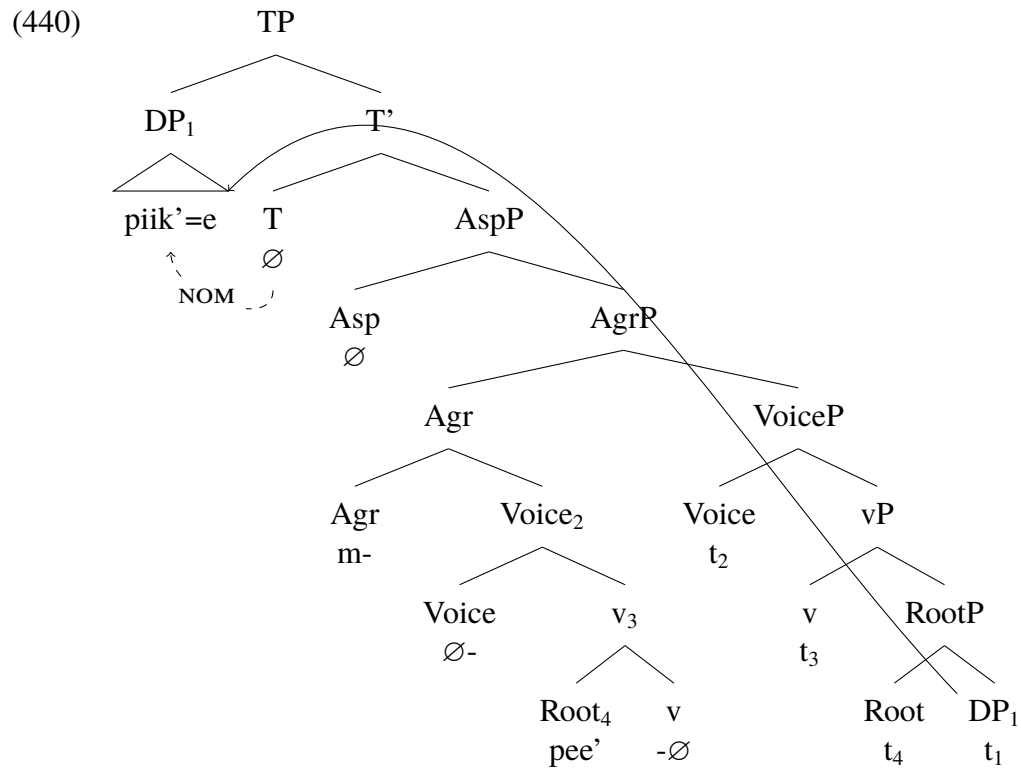 (440) TP
DP₁ T’
piik’=e T AspP
∅
NOM
Asp AgrP
∅
Agr VoiceP
Agr Voice₂ Voice vP
m- t₂
Voice v₃ v RootP
∅- t₃
Root₄ v Root DP₁
pee’ -∅ t₄ t₁